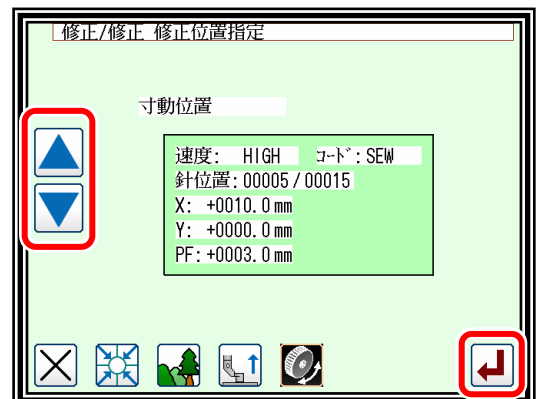 修正/修正 修正位置指定
寸動位置
速度: HIGH コード:SEW
針位置:00005/00015
X: +0010.0mm
Y: +0000.0mm
PF:+0003.0mm